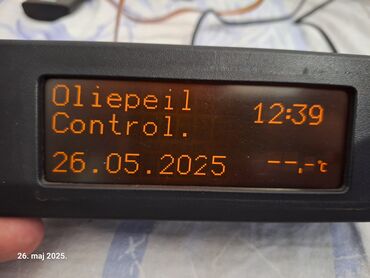 Oliepeil
12:39
Control.
26.05.2025
--.-°C
26. maj 2025.